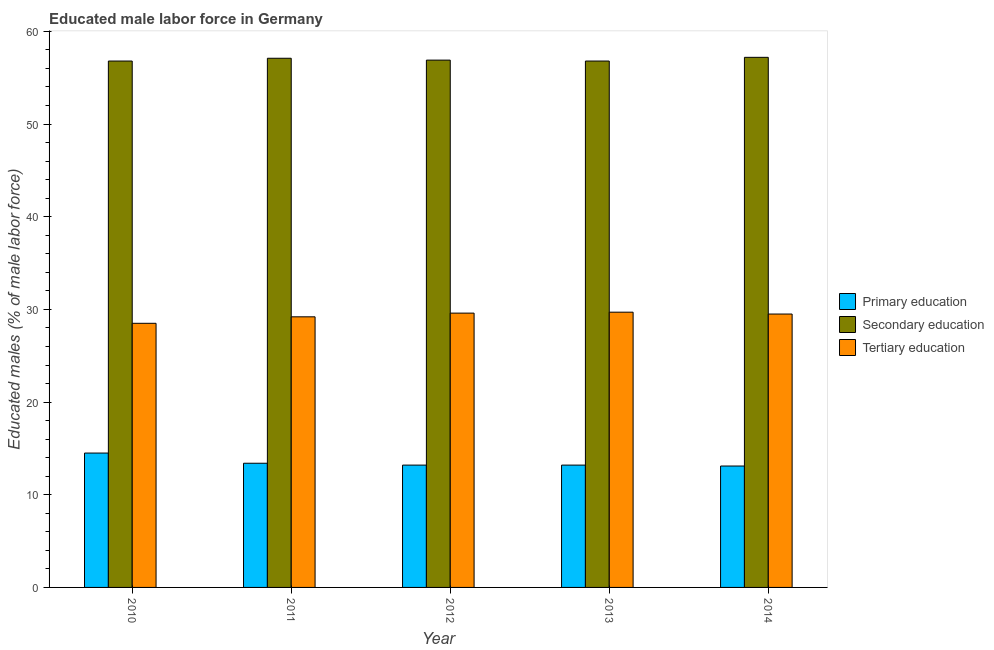 Educated male labor force in Germany
Educated males (% of male labor force)
60
50
40
30
20
10
0
2010
2011
2012
2013
2014
Year
Primary education
Secondary education
Tertiary education